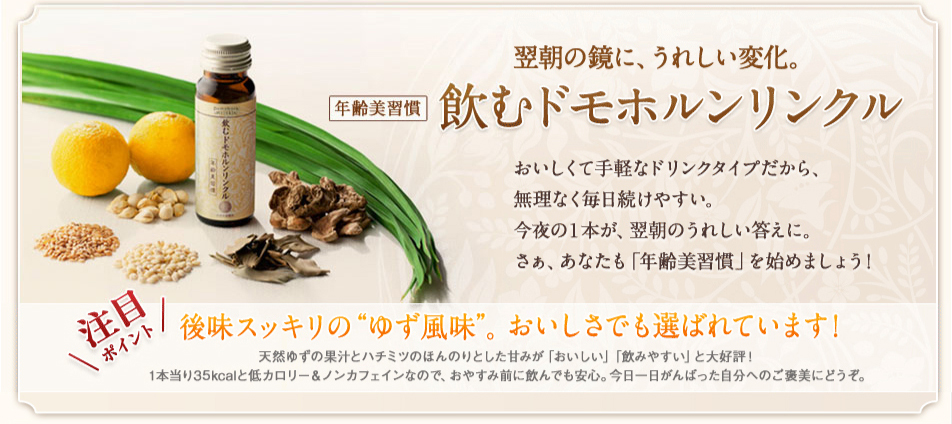 翌朝の鏡に、うれしい変化。
年齢美習慣
飲むドモホルンリンクル
おいしくて手軽なドリンクタイプだから、
無理なく毎日続けやすい。
今夜の1本が、翌朝のうれしい答えに。
さぁ、あなたも「年齢美習慣」を始めましょう!
飲むドモホルンリンクル
年齢美習慣
注目
ポイント
後味スッキリの“ゆず風味”。おいしさでも選ばれています!
天然ゆずの果汁とハチミツのほんのりとした甘みが「おいしい」「飲みやすい」と大好評!
1本当り35kcalと低カロリー&ノンカフェインなので、おやすみ前に飲んでも安心。今日一日がんばった自分へのご褒美にどうぞ。